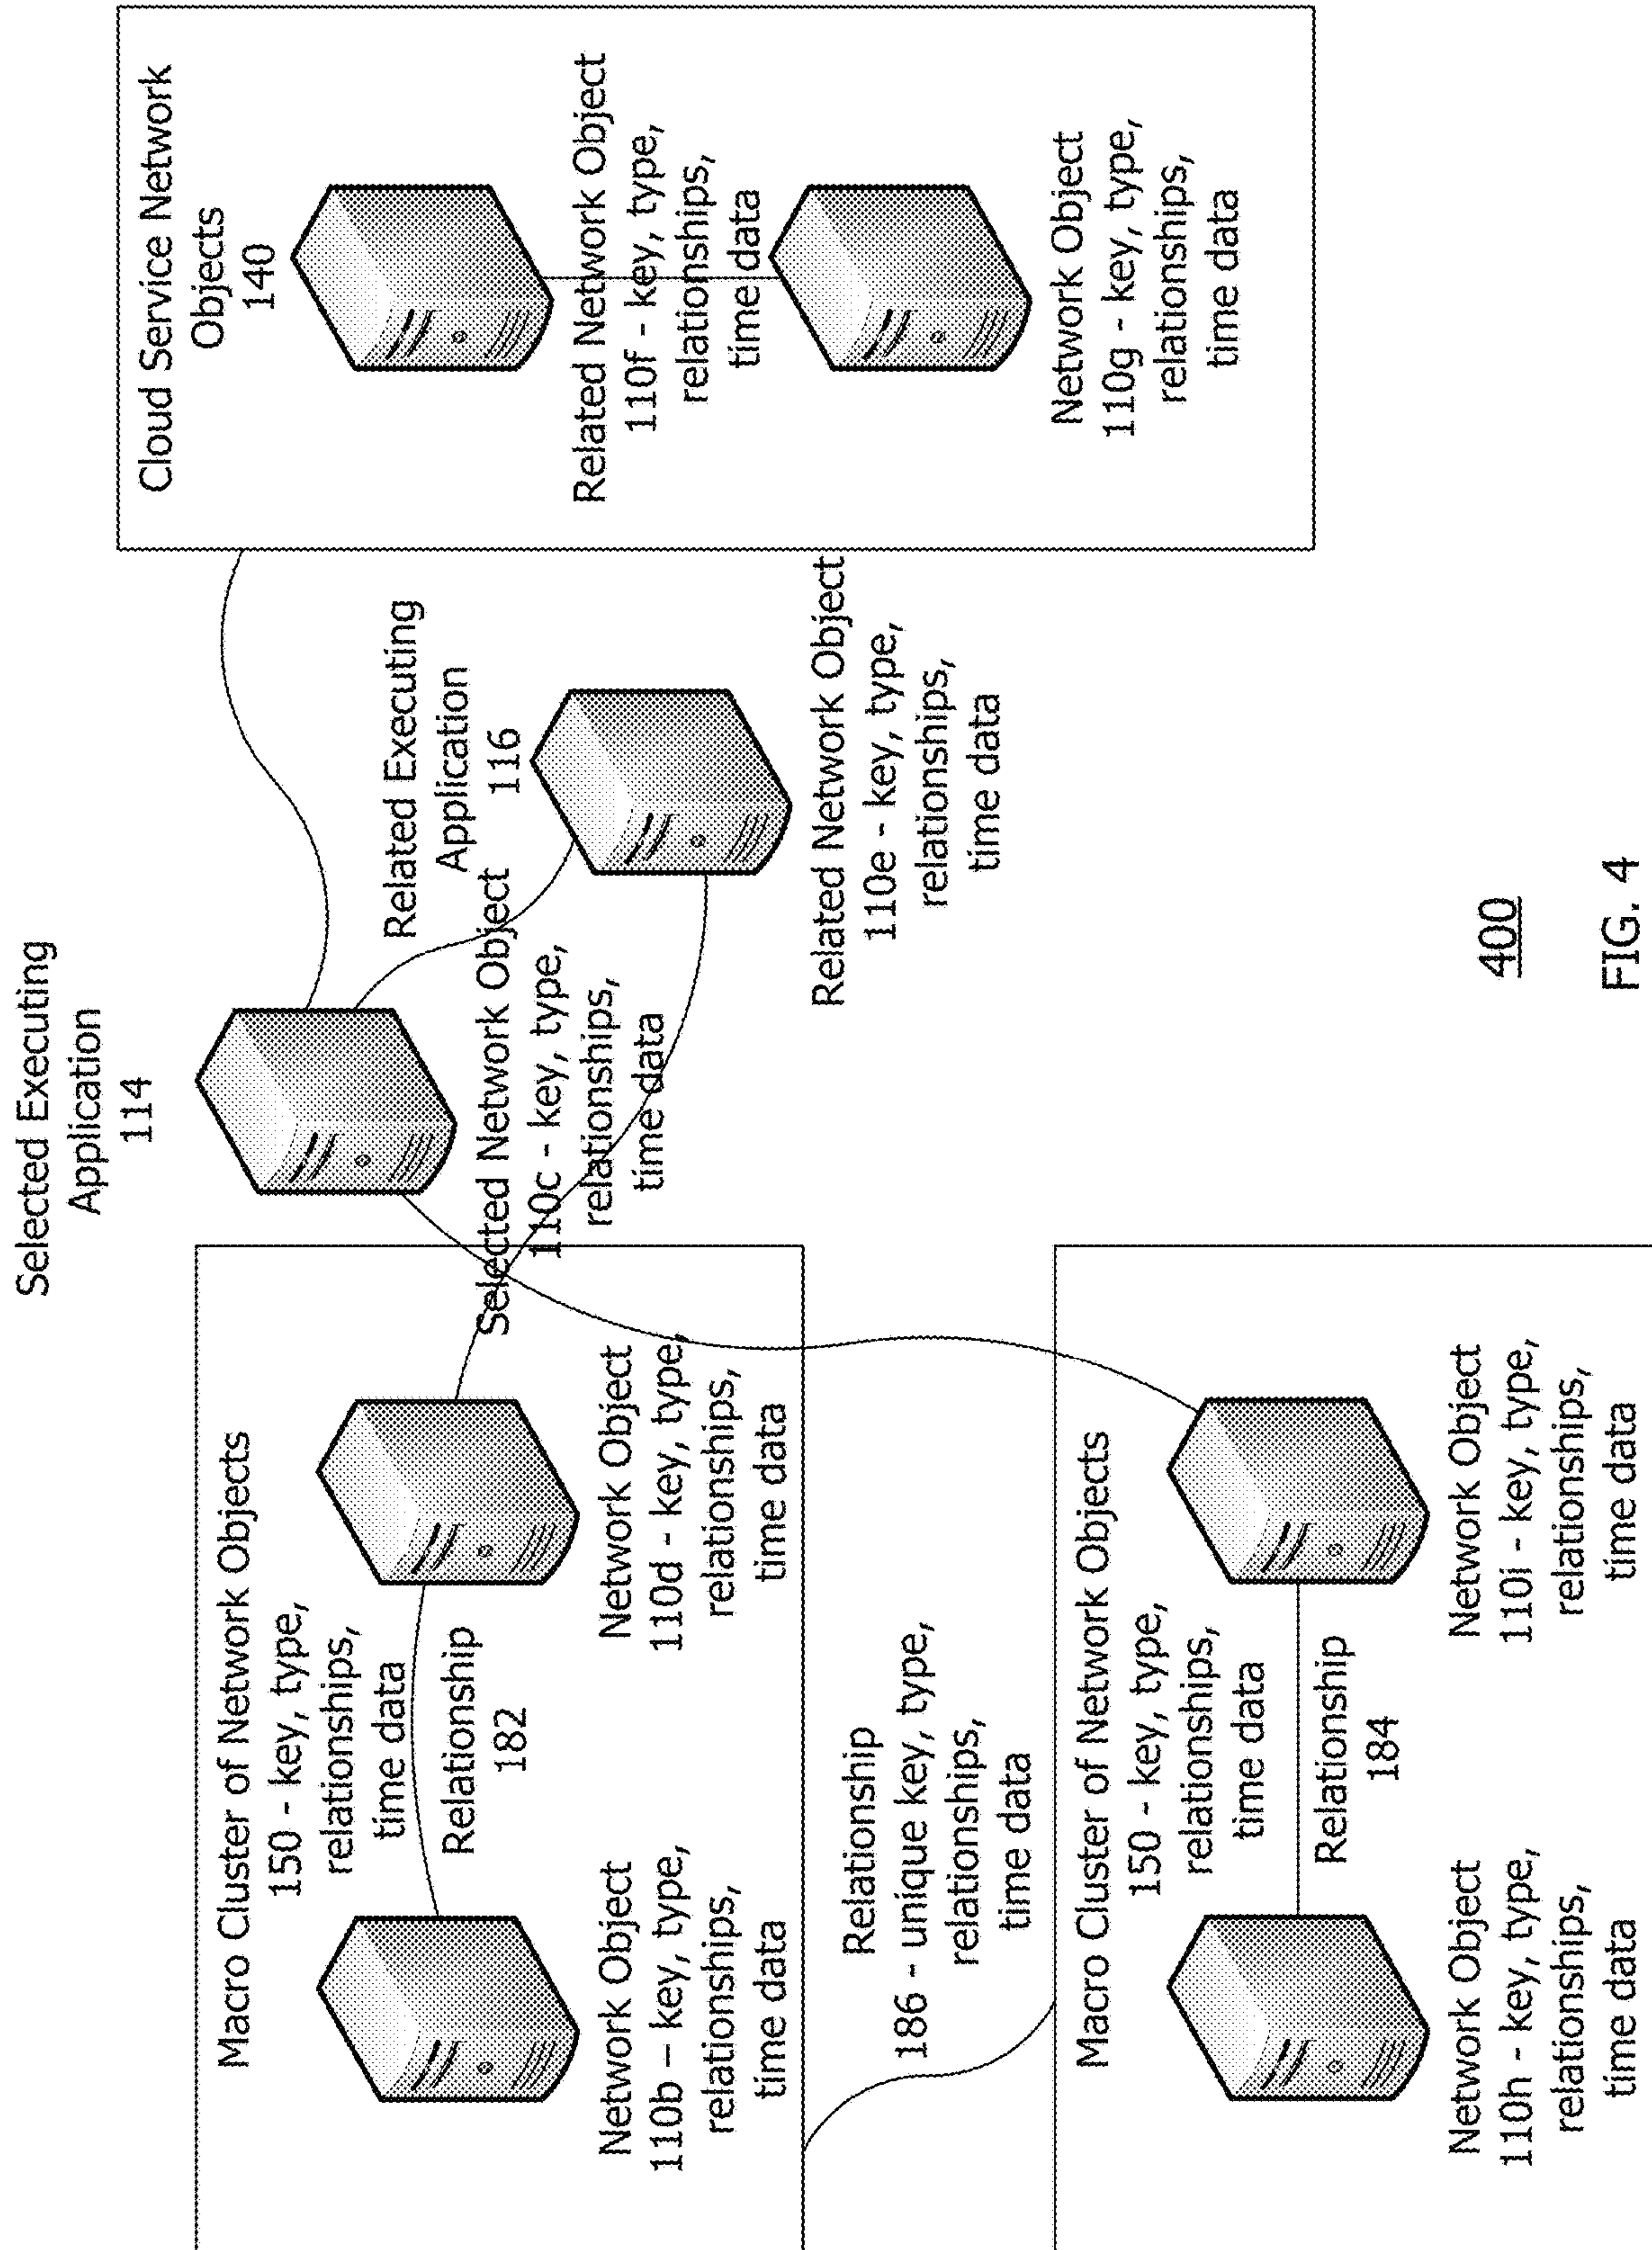 Selected Executing
Application
114
Macro Cluster of Network Objects
150 - key, type,
relationships,
time data
Relationship
182
Network Object
110b – key, type,
relationships,
time data
Network Object
110d - key, type,
relationships,
time data
Selected Network Object
110c - key, type,
relationships,
time data
Related Executing
Application
116
Related Network Object
110e - key, type,
relationships,
time data
Cloud Service Network
Objects
140
Related Network Object
110f - key, type,
relationships,
time data
Network Object
110g - key, type,
relationships,
time data
Relationship
186 - unique key, type,
relationships,
time data
Macro Cluster of Network Objects
150 - key, type,
relationships,
time data
Relationship
184
Network Object
110h - key, type,
relationships,
time data
Network Object
110i - key, type,
relationships,
time data
400
FIG. 4